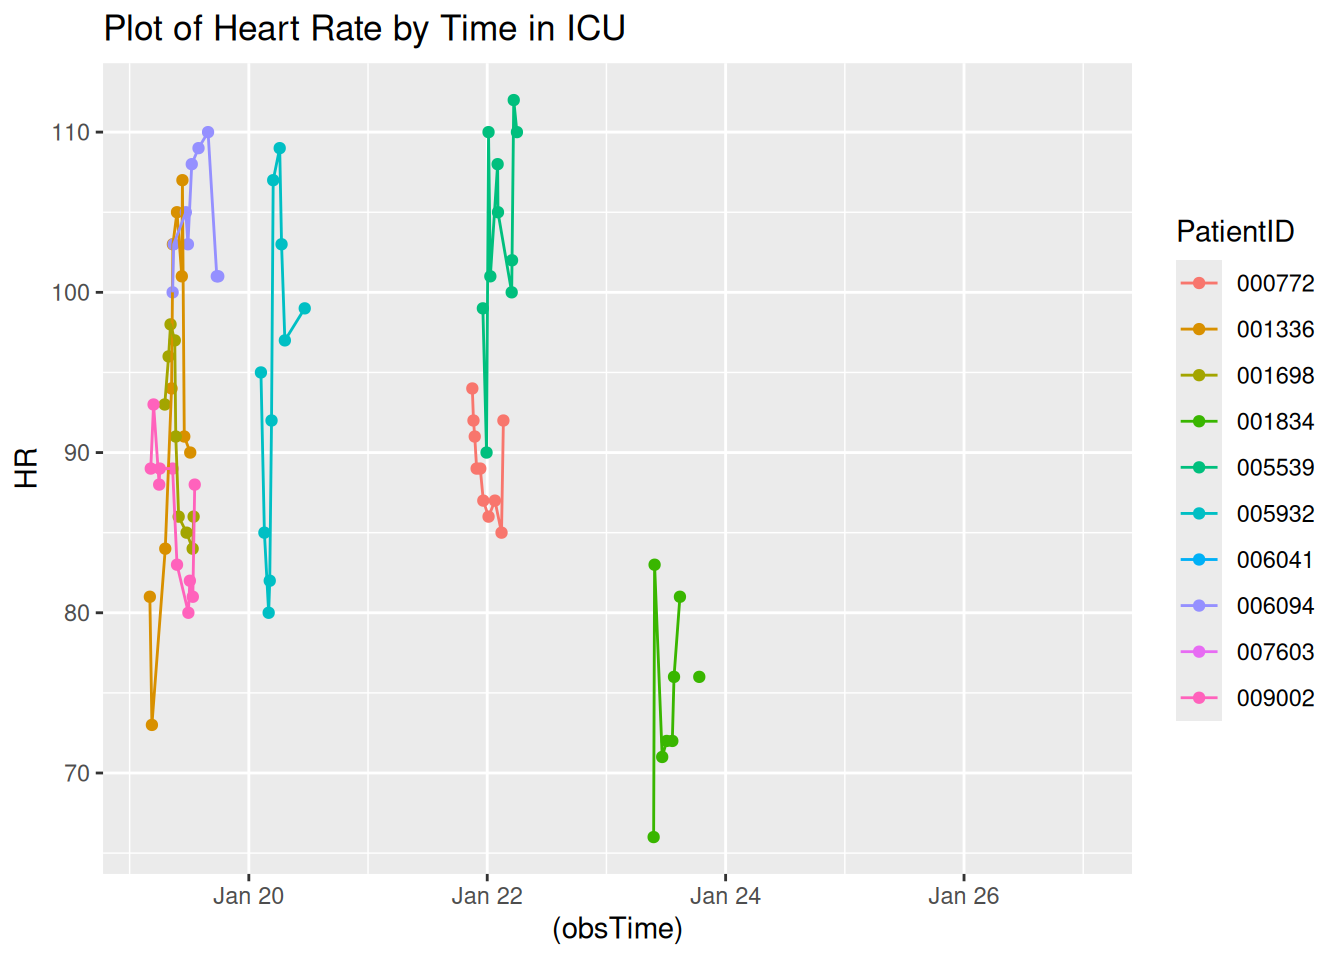 Plot of Heart Rate by Time in ICU
HR
110
100
90
80
70
Jan 20
Jan 22
Jan 24
Jan 26
(obsTime)
PatientID
000772
001336
001698
001834
005539
005932
006041
006094
007603
009002